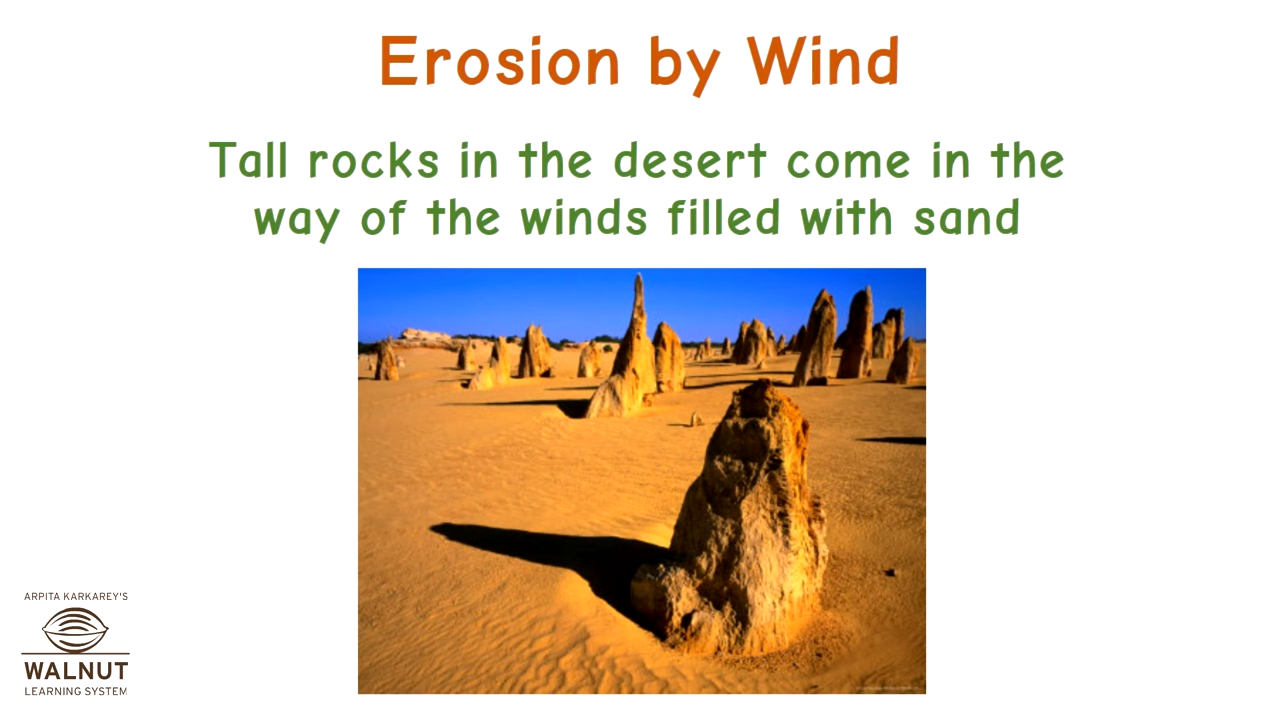 Erosion by Wind
Tall rocks in the desert come in the
way of the winds filled with sand
ARPITA KARKAREY'S
WALNUT
LEARNING SYSTEM